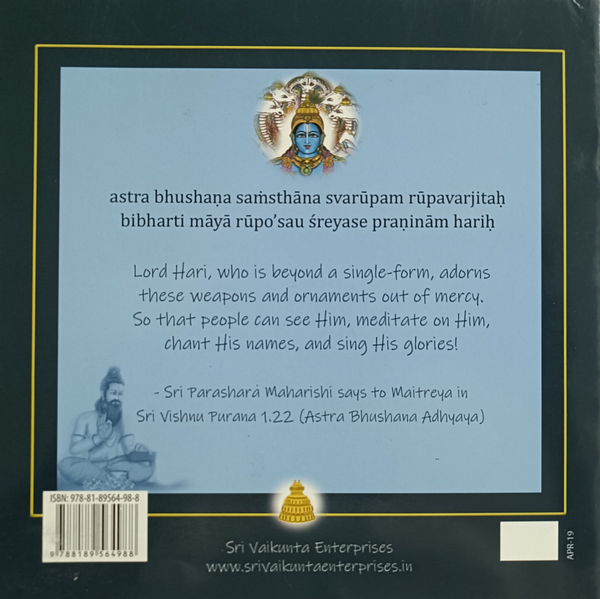 astra bhushaṇa saṁsthāna svarūpam rūpavarjitaḥ
bibharti māyā rūpo'sau śreyase praṇinām hariḥ
Lord Hari, who is beyond a single-form, adorns
these weapons and ornaments out of mercy.
So that people can see Him, meditate on Him,
chant His names, and sing His glories!
- Sri Parashara Maharishi says to Maitreya in
Sri Vishnu Purana 1.22 (Astra Bhushana Adhyaya)
ISBN: 978-81-89564-98-8
9788189564988
Sri Vaikunta Enterprises
www.srivaikuntaenterprises.in
APR-19